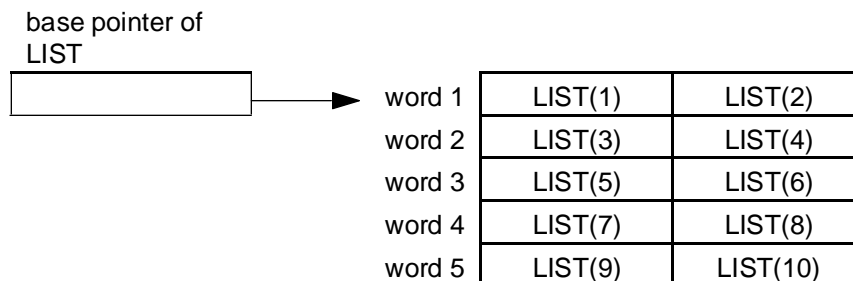 base pointer of
LIST
word 1 LIST(1) LIST(2)
word 2 LIST(3) LIST(4)
word 3 LIST(5) LIST(6)
word 4 LIST(7) LIST(8)
word 5 LIST(9) LIST(10)